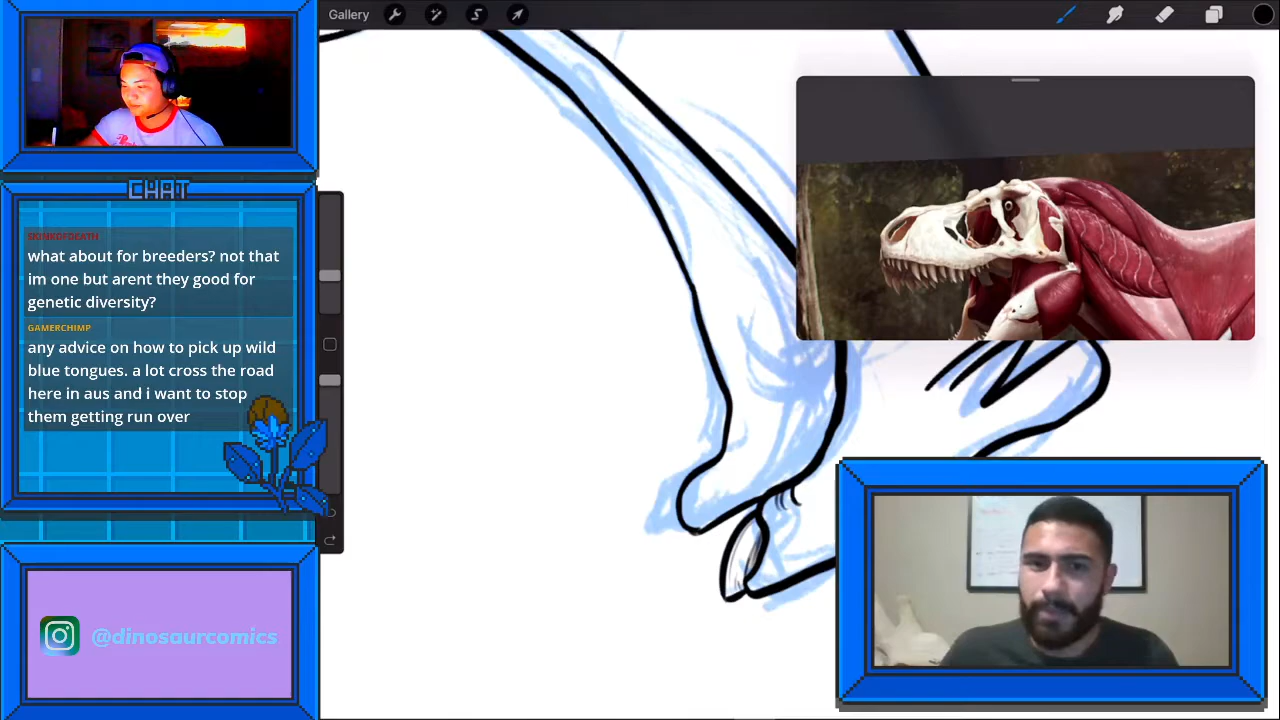 Gallery
CHAT
SKINKOFDEATH
what about for breeders? not that
im one but arent they good for
genetic diversity?
GAMERCHIMP
any advice on how to pick up wild
blue tongues. a lot cross the road
here in aus and i want to stop
them getting run over
@dinosaurcomics